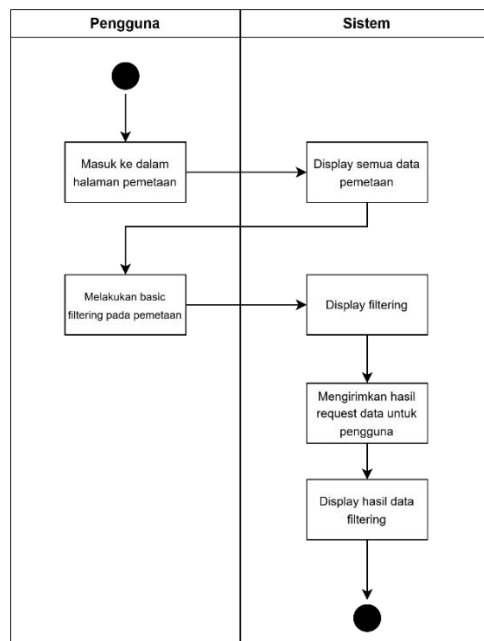 Pengguna
Sistem
Masuk ke dalam
halaman pemetaan
Display semua data
pemetaan
Melakukan basic
filtering pada pemetaan
Display filtering
Mengirimkan hasil
request data untuk
pengguna
Display hasil data
filtering